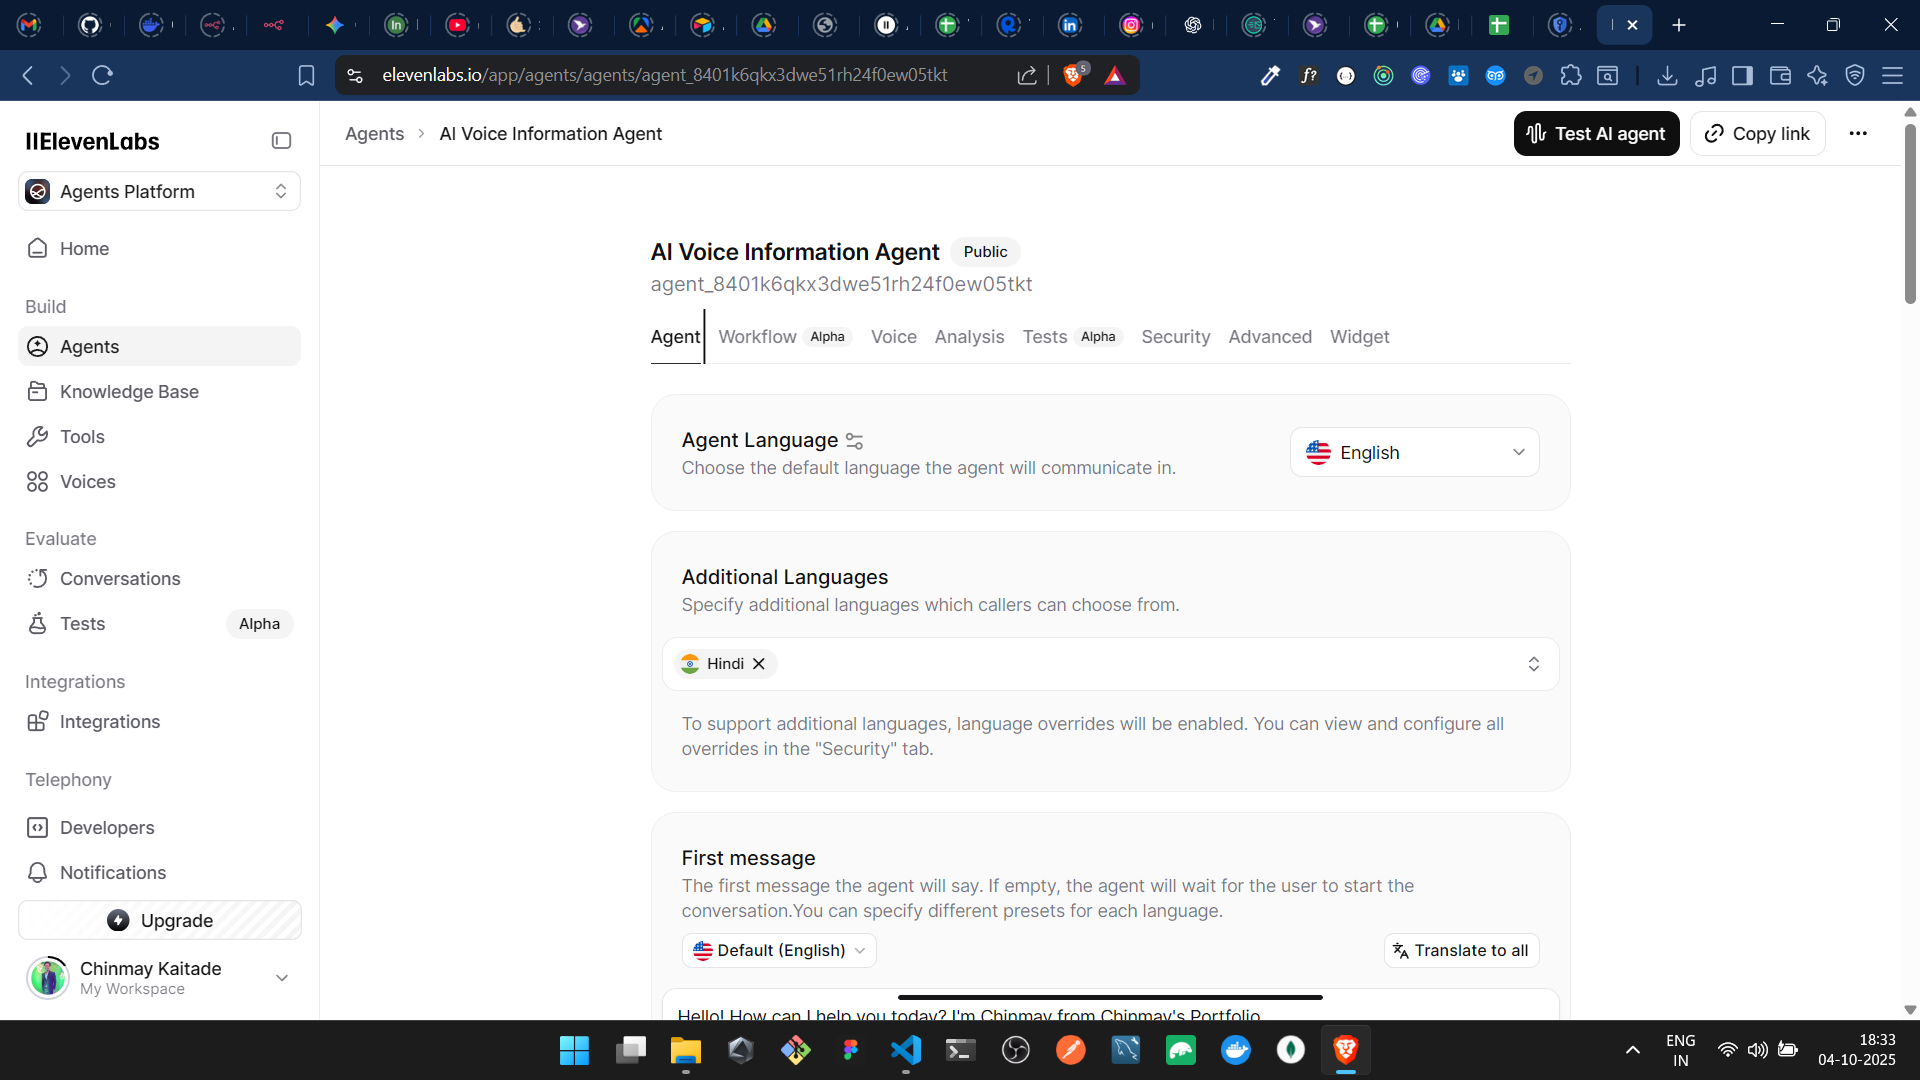 elevenlabs.io/app/agents/agents/agent_8401k6qkx3dwe51rh24f0ew05tkt
5
IIElevenLabs
Agents Platform
Home
Build
Agents
Knowledge Base
Tools
Voices
Evaluate
Conversations
Tests Alpha
Integrations
Integrations
Telephony
Developers
Notifications
Upgrade
Chinmay Kaitade
My Workspace
Agents > AI Voice Information Agent
Test AI agent
Copy link
AI Voice Information Agent Public
agent_8401k6qkx3dwe51rh24f0ew05tkt
Agent Workflow Alpha Voice Analysis Tests Alpha Security Advanced Widget
Agent Language
Choose the default language the agent will communicate in.
English
Additional Languages
Specify additional languages which callers can choose from.
Hindi
To support additional languages, language overrides will be enabled. You can view and configure all
overrides in the "Security" tab.
First message
The first message the agent will say. If empty, the agent will wait for the user to start the
conversation.You can specify different presets for each language.
Default (English)
Translate to all
Hello! How can I help you today? I'm Chinmay from Chinmay's Portfolio
ENG
IN
18:33
04-10-2025